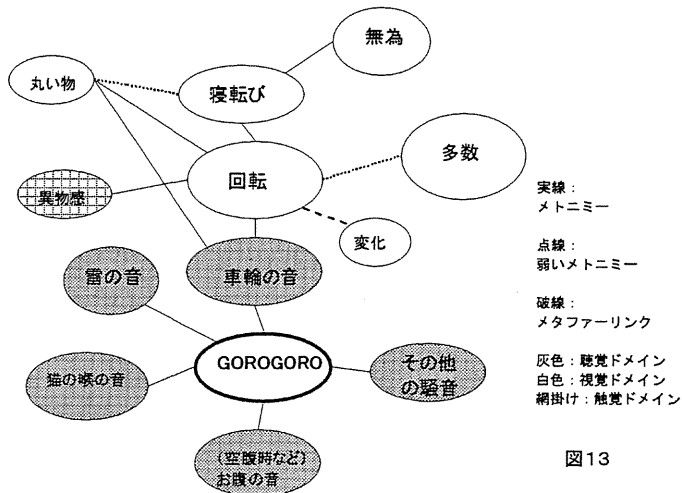 無為
丸い物
寝転び
多数
回転
異物感
変化
雷の音
車輪の音
GOROGORO
その他
の騒音
猫の喉の音
(空腹時など)
お腹の音
実線：
メトニミー
点線：
弱いメトニミー
破線：
メタファーリンク
灰色：聴覚ドメイン
白色：視覚ドメイン
網掛け：触覚ドメイン
図13